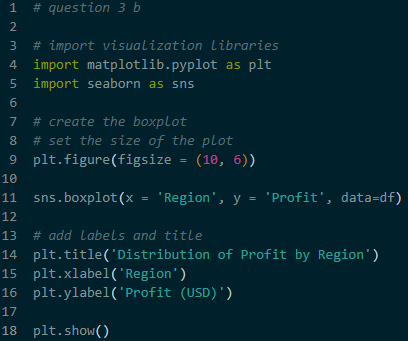 1 # question 3 b
2
3 # import visualization libraries
4 import matplotlib.pyplot as plt
5 import seaborn as sns
6
7 # create the boxplot
8 # set the size of the plot
9 plt.figure(figsize = (10, 6))
10
11 sns.boxplot(x = 'Region', y = 'Profit', data=df)
12
13 # add labels and title
14 plt.title('Distribution of Profit by Region')
15 plt.xlabel('Region')
16 plt.ylabel('Profit (USD)')
17
18 plt.show()